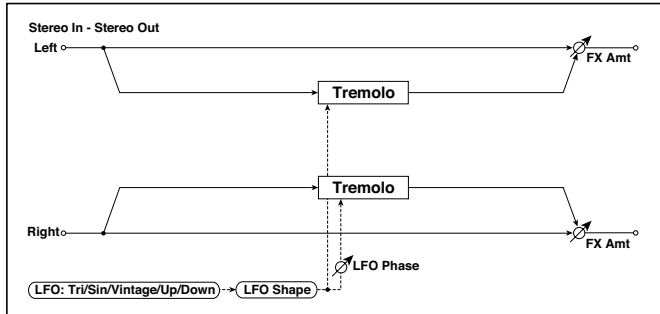 Stereo In - Stereo Out
Left
FX Amt
Tremolo
Tremolo
Right
FX Amt
LFO Phase
LFO: Tri/Sin/Vintage/Up/Down
LFO Shape